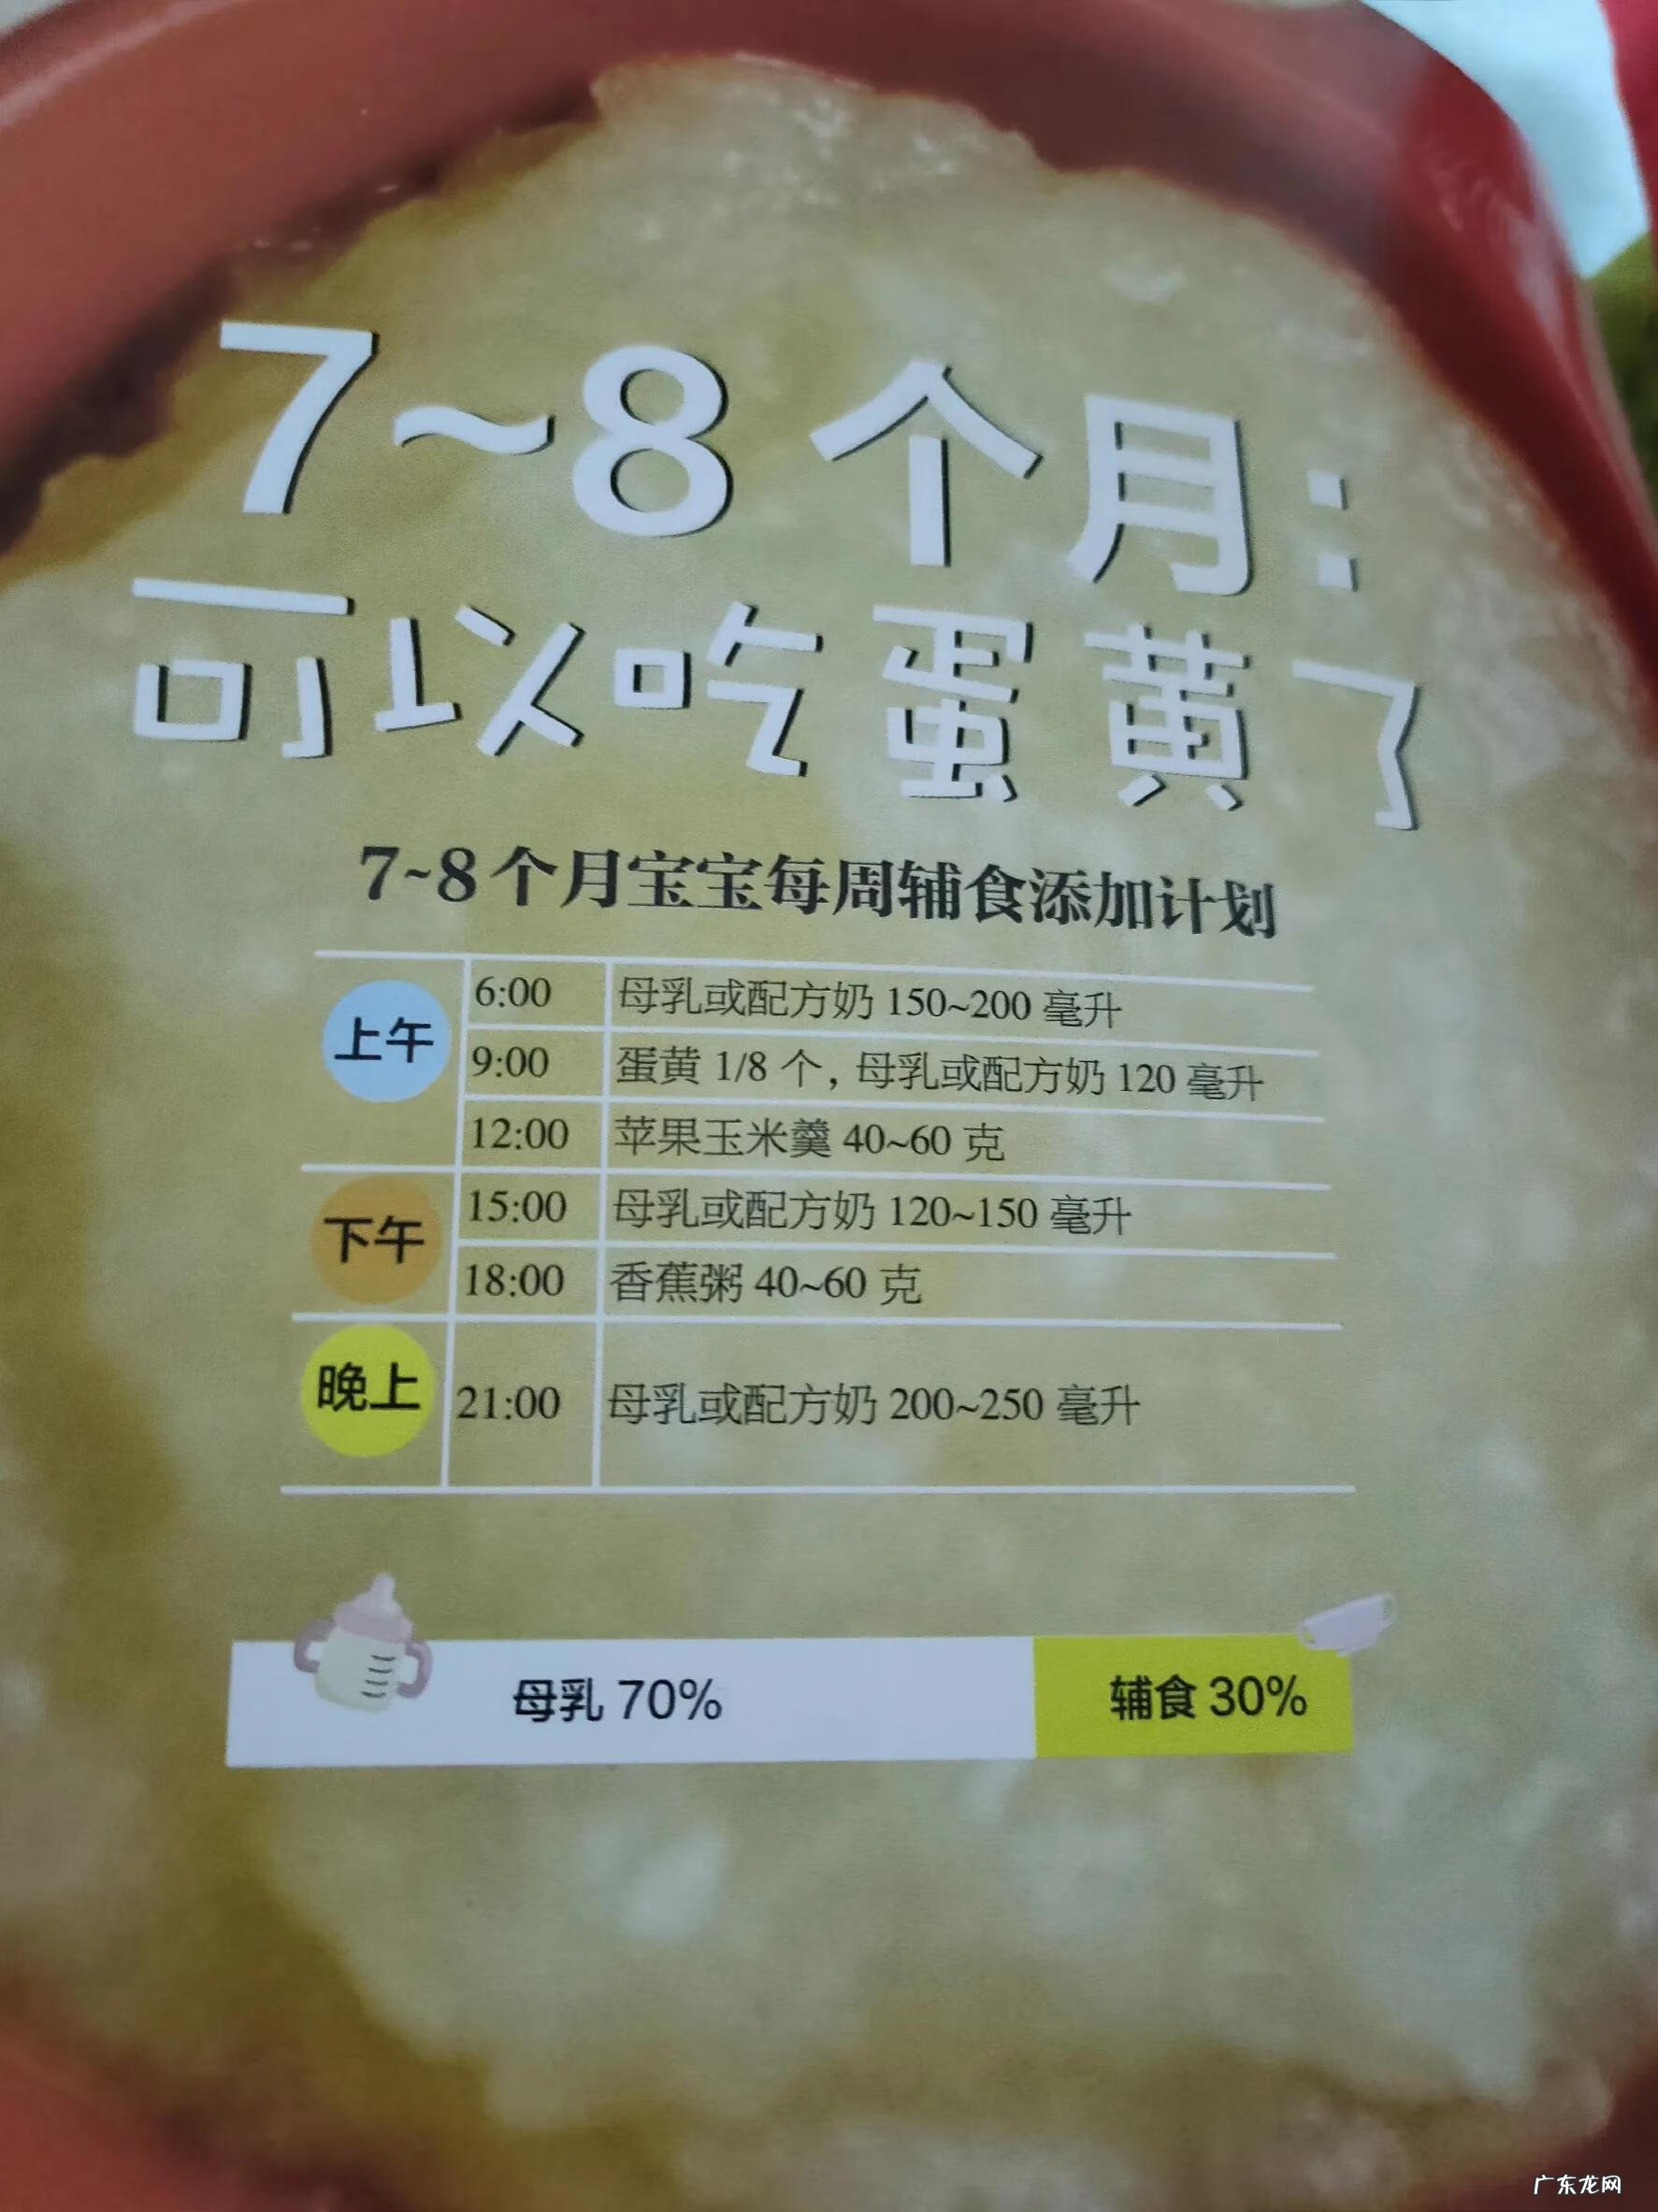 7~8个月：
可以吃蛋黄了
7~8个月宝宝每周辅食添加计划
上午
6:00 母乳或配方奶 150~200 毫升
9:00 蛋黄 1/8 个，母乳或配方奶 120 毫升
12:00 苹果玉米羹 40~60 克
下午
15:00 母乳或配方奶 120~150 毫升
18:00 香蕉粥 40~60 克
晚上
21:00 母乳或配方奶 200~250 毫升
母乳 70% 辅食 30%
广东龙网